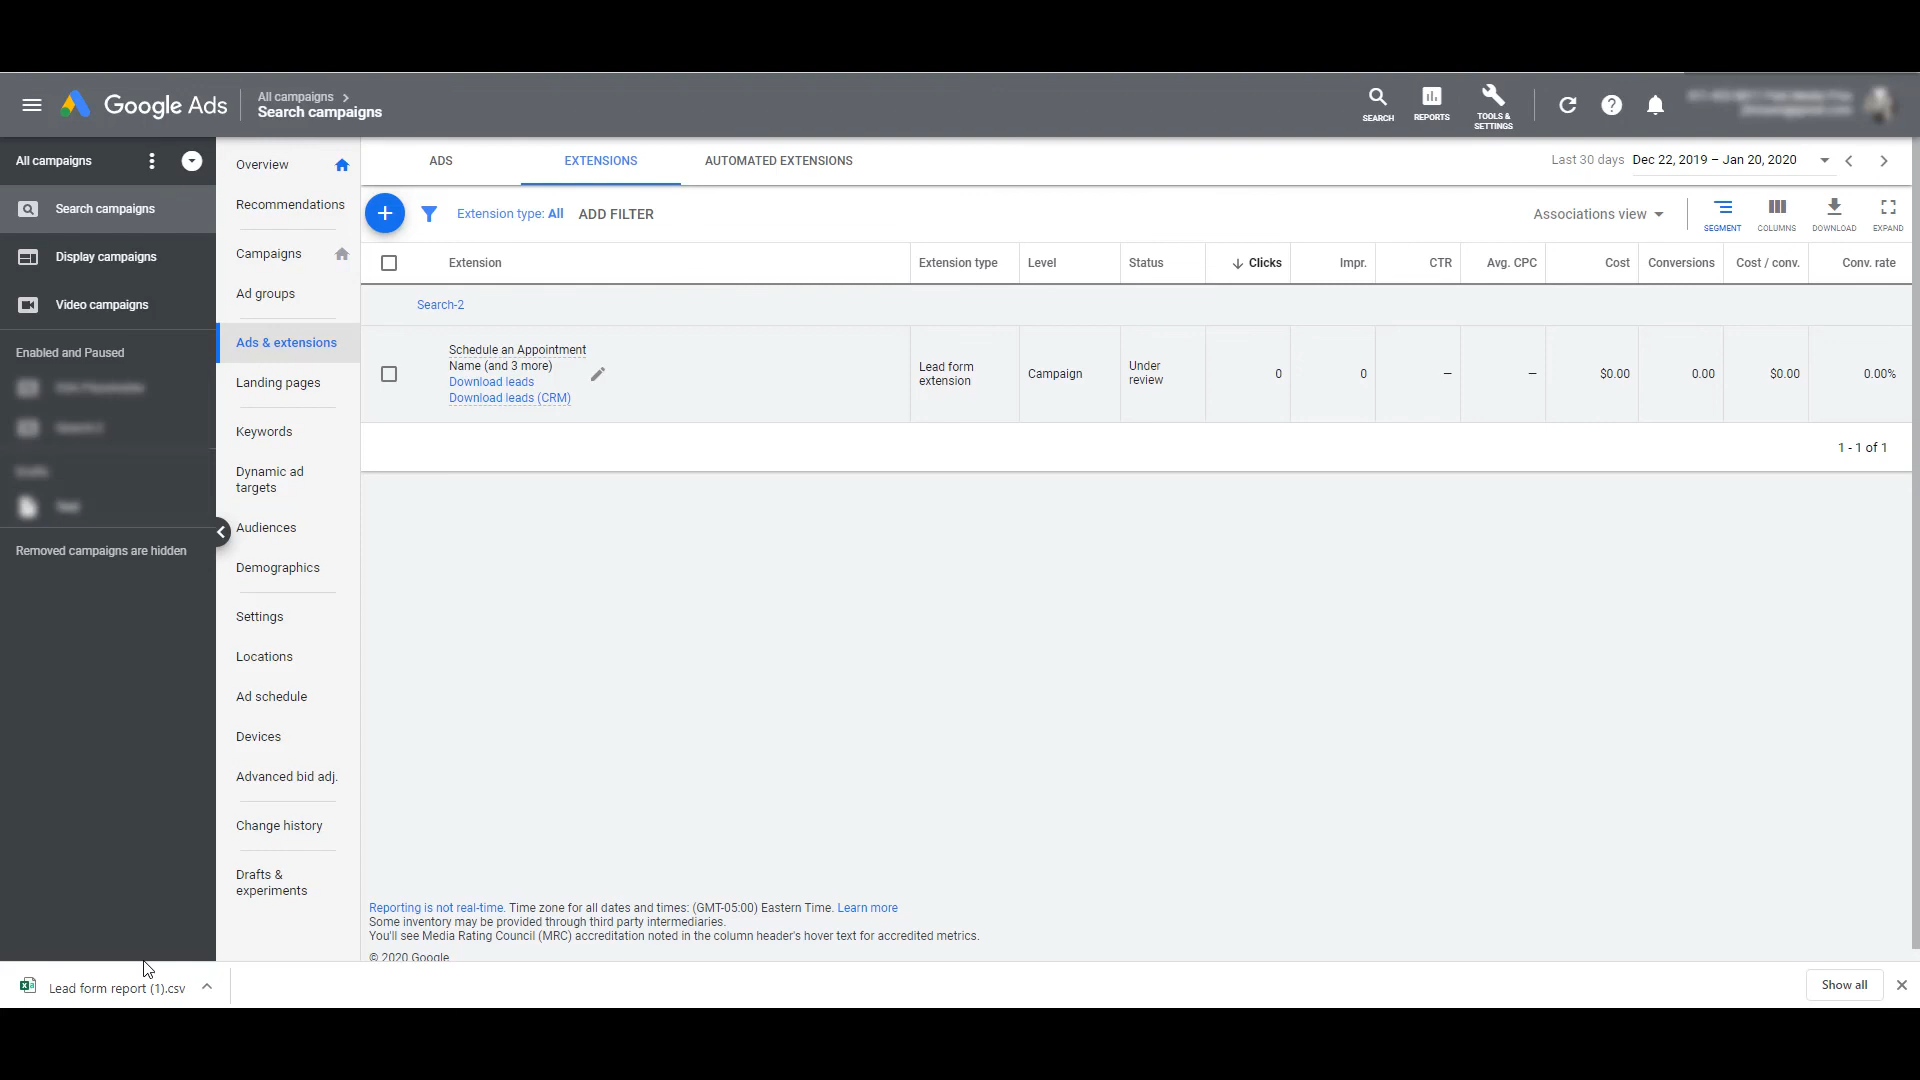 Google Ads
All campaigns
Search campaigns
SEARCH
REPORTS
TOOLS &
SETTINGS
All campaigns
Search campaigns
Display campaigns
Video campaigns
Enabled and Paused
Removed campaigns are hidden
Overview
Recommendations
Campaigns
Ad groups
Ads & extensions
Landing pages
Keywords
Dynamic ad
targets
Audiences
Demographics
Settings
Locations
Ad schedule
Devices
Advanced bid adj.
Change history
Drafts &
experiments
ADS EXTENSIONS AUTOMATED EXTENSIONS
Last 30 days Dec 22, 2019 – Jan 20, 2020
Extension type: All ADD FILTER
Associations view
SEGMENT COLUMNS DOWNLOAD EXPAND
Extension Extension type Level Status Clicks Impr. CTR Avg. CPC Cost Conversions Cost / conv. Conv. rate
Search-2
Schedule an Appointment
Name (and 3 more)
Download leads
Download leads (CRM)
Lead form
extension
Campaign
Under
review
0 0 – – $0.00 0.00 $0.00 0.00%
1 - 1 of 1
Reporting is not real-time. Time zone for all dates and times: (GMT-05:00) Eastern Time. Learn more
Some inventory may be provided through third party intermediaries.
You'll see Media Rating Council (MRC) accreditation noted in the column header's hover text for accredited metrics.
© 2020 Google
Lead form report (1).csv
Show all